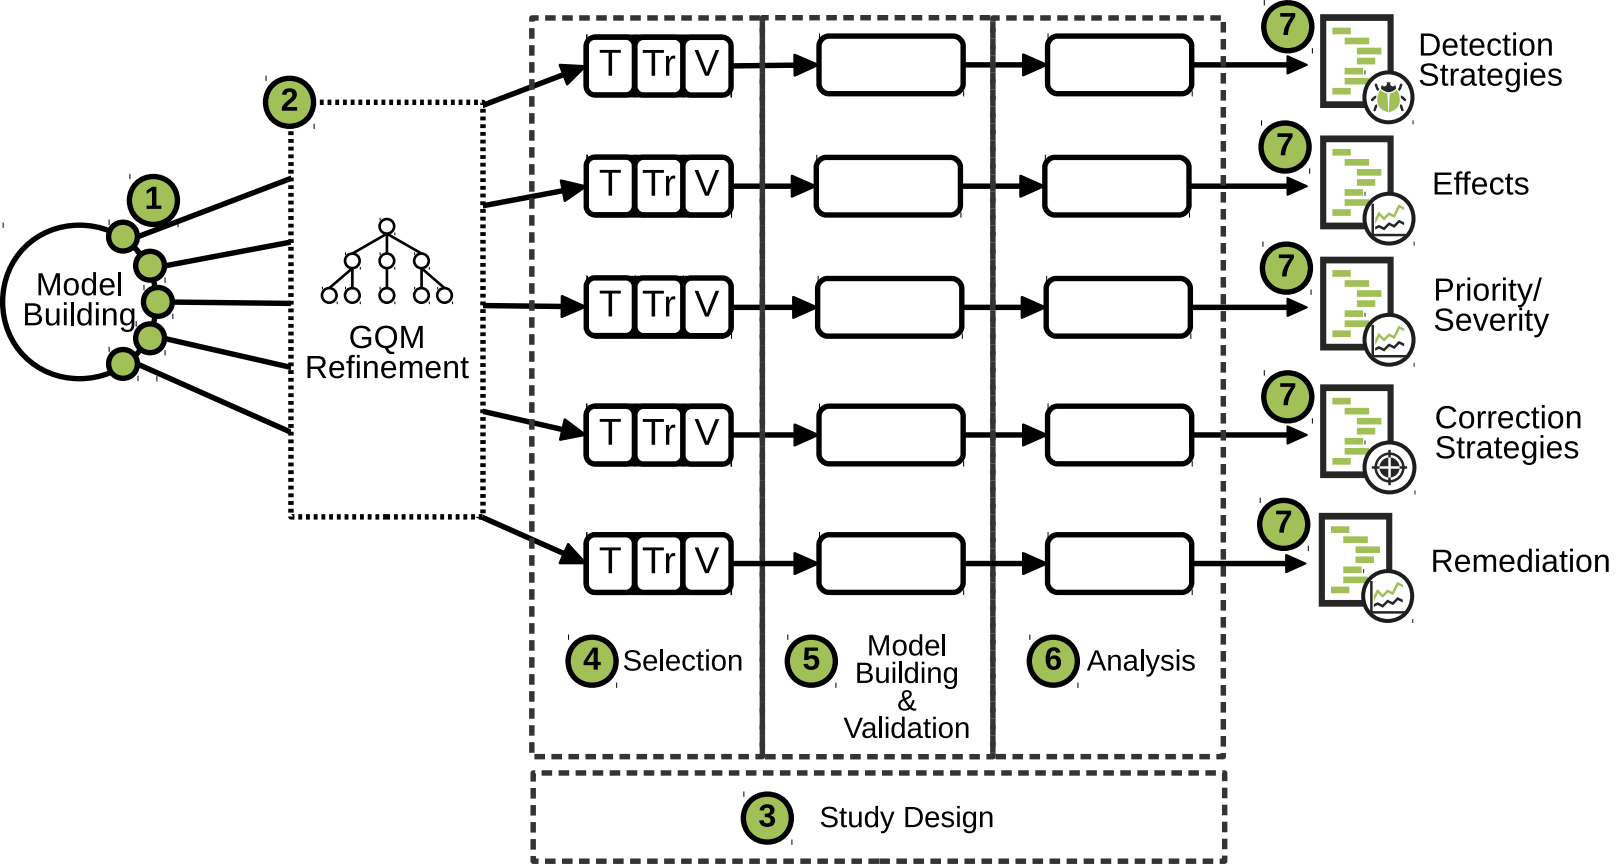 1
Model
Building
2
GQM
Refinement
T Tr V
T Tr V
T Tr V
T Tr V
T Tr V
4 Selection
5 Model
Building
&
Validation
6 Analysis
3 Study Design
7 Detection
Strategies
7 Effects
7 Priority/
Severity
7 Correction
Strategies
7 Remediation